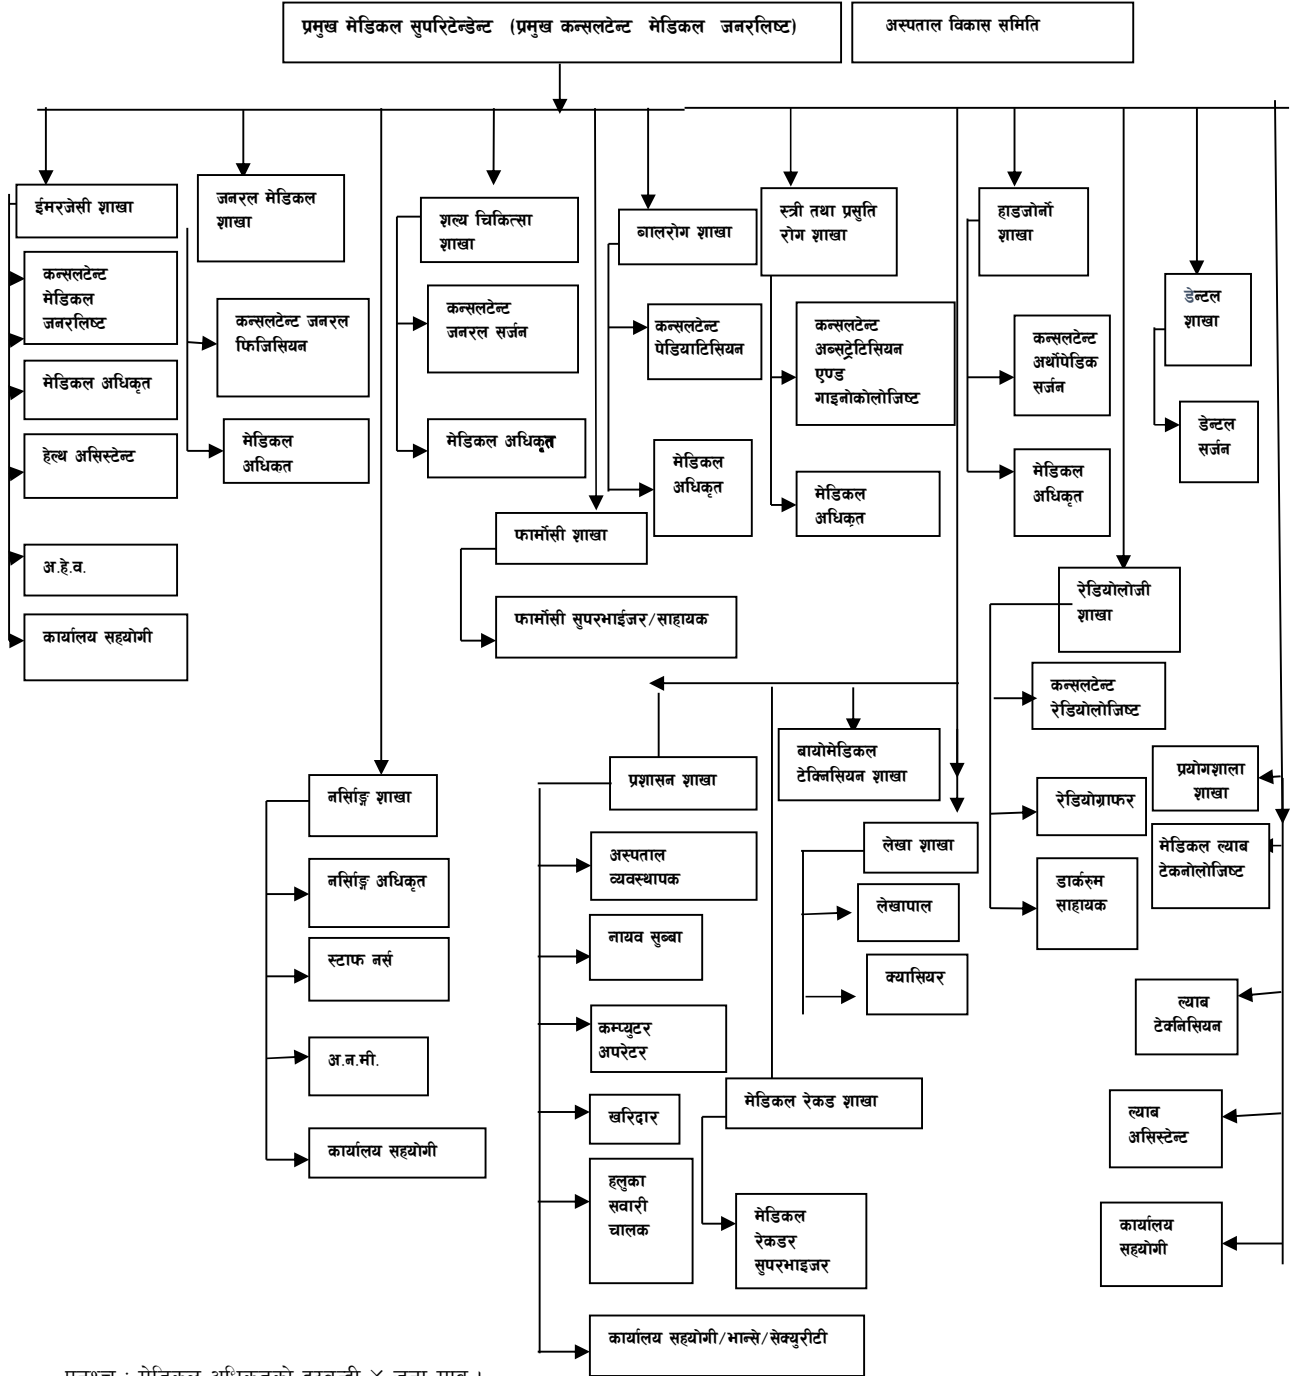 प्रमुख मेडिकल सुपरिटेन्डेन्ट (प्रमुख कन्सलटेन्ट मेडिकल जनरलिष्ट)
अस्पताल विकास समिति
ईमरजेसी शाखा
कन्सलटेन्ट
मेडिकल
जनरलिष्ट
मेडिकल अधिकृत
हेल्थ असिस्टेन्ट
अ.हे.व.
कार्यालय सहयोगी
जनरल मेडिकल
शाखा
कन्सलटेन्ट जनरल
फिजिसियन
मेडिकल
अधिकत
शल्य चिकित्सा
शाखा
कन्सलटेन्ट
जनरल सर्जन
मेडिकल अधिकृत
बालरोग शाखा
कन्सलटेन्ट
पेडियाटिसियन
मेडिकल
अधिकृत
स्त्री तथा प्रसुति
रोग शाखा
कन्सलटेन्ट
अब्सट्रेटिसियन
एण्ड
गाइनोकोलोजिष्ट
मेडिकल
अधिकृत
हाडजोर्नी
शाखा
कन्सलटेन्ट
अर्थोपेडिक
सर्जन
मेडिकल
अधिकृत
डेन्टल
शाखा
डेन्टल
सर्जन
फार्मोसी शाखा
फार्मोसी सुपरभाईजर/साहायक
रेडियोलोजी
शाखा
कन्सलटेन्ट
रेडियोलोजिष्ट
रेडियोग्राफर
डार्करुम
साहायक
नर्सिाङ्ग शाखा
नर्सिाङ्ग अधिकृत
स्टाफ नर्स
अ.न.मी.
कार्यालय सहयोगी
प्रशासन शाखा
अस्पताल
व्यवस्थापक
नायव सुब्बा
कम्प्युटर
अपरेटर
खरिदार
हलुका
सवारी
चालक
कार्यालय सहयोगी/भान्से/सेक्युरीटी
बायोमेडिकल
टेक्निसियन शाखा
लेखा शाखा
लेखापाल
क्यासियर
मेडिकल रेकड शाखा
मेडिकल
रेकडर
सुपरभाइजर
प्रयोगशाला
शाखा
मेडिकल ल्याब
टेकनोलोजिष्ट
ल्याब
टेक्निसियन
ल्याब
असिस्टेन्ट
कार्यालय
सहयोगी